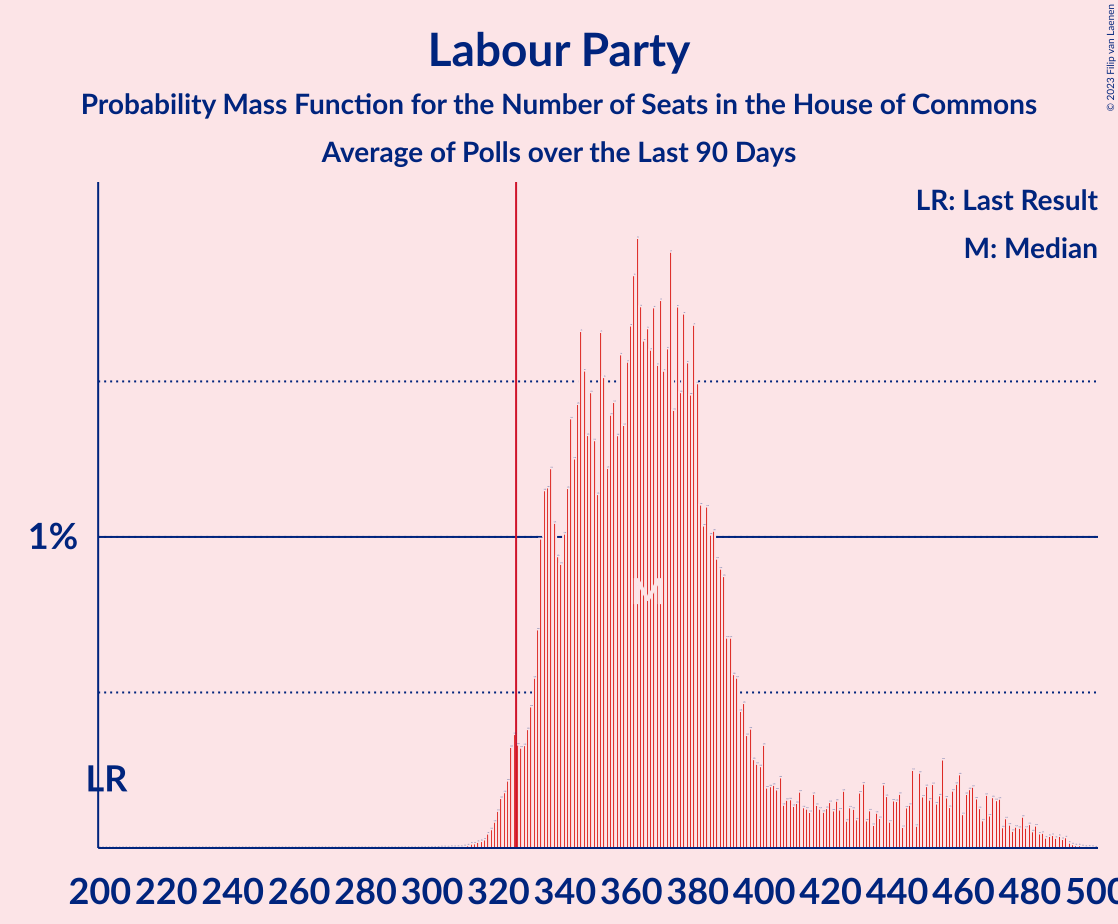 Labour Party
Probability Mass Function for the Number of Seats in the House of Commons
Average of Polls over the Last 90 Days
© 2023 Filip van Laenen
LR: Last Result
M: Median
1%
M
LR
200 220 240 260 280 300 320 340 360 380 400 420 440 460 480 500